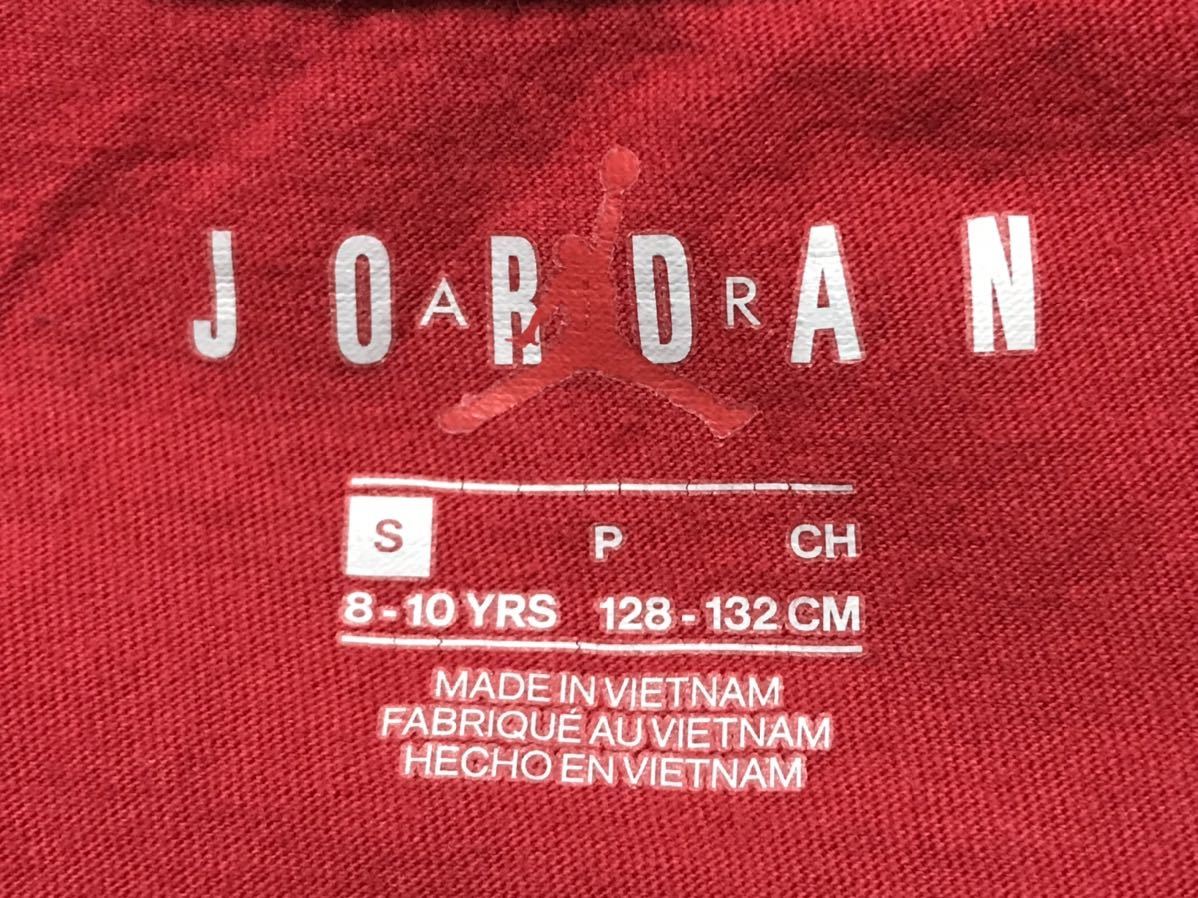 JORDAN
AIR
S P CH
8 - 10 YRS 128 - 132 CM
MADE IN VIETNAM
FABRIQUÉ AU VIETNAM
HECHO EN VIETNAM